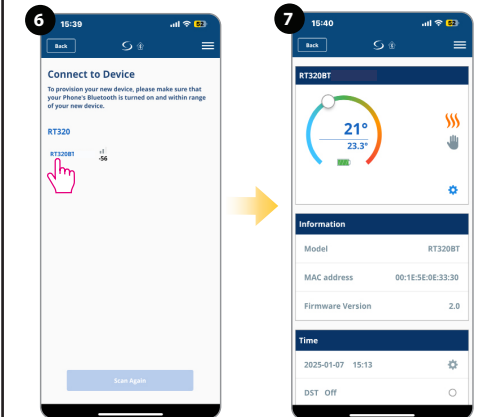 6
15:39
52
Back
Connect to Device
To provision your new device, please make sure that
your Phone's Bluetooth is turned on and within range
of your new device.
RT320
RT320BT
-56
Scan Again
7
15:40
52
Back
RT320BT
21°
23.3°
Information
Model RT320BT
MAC address 00:1E:5E:0E:33:30
Firmware Version 2.0
Time
2025-01-07 15:13
DST Off